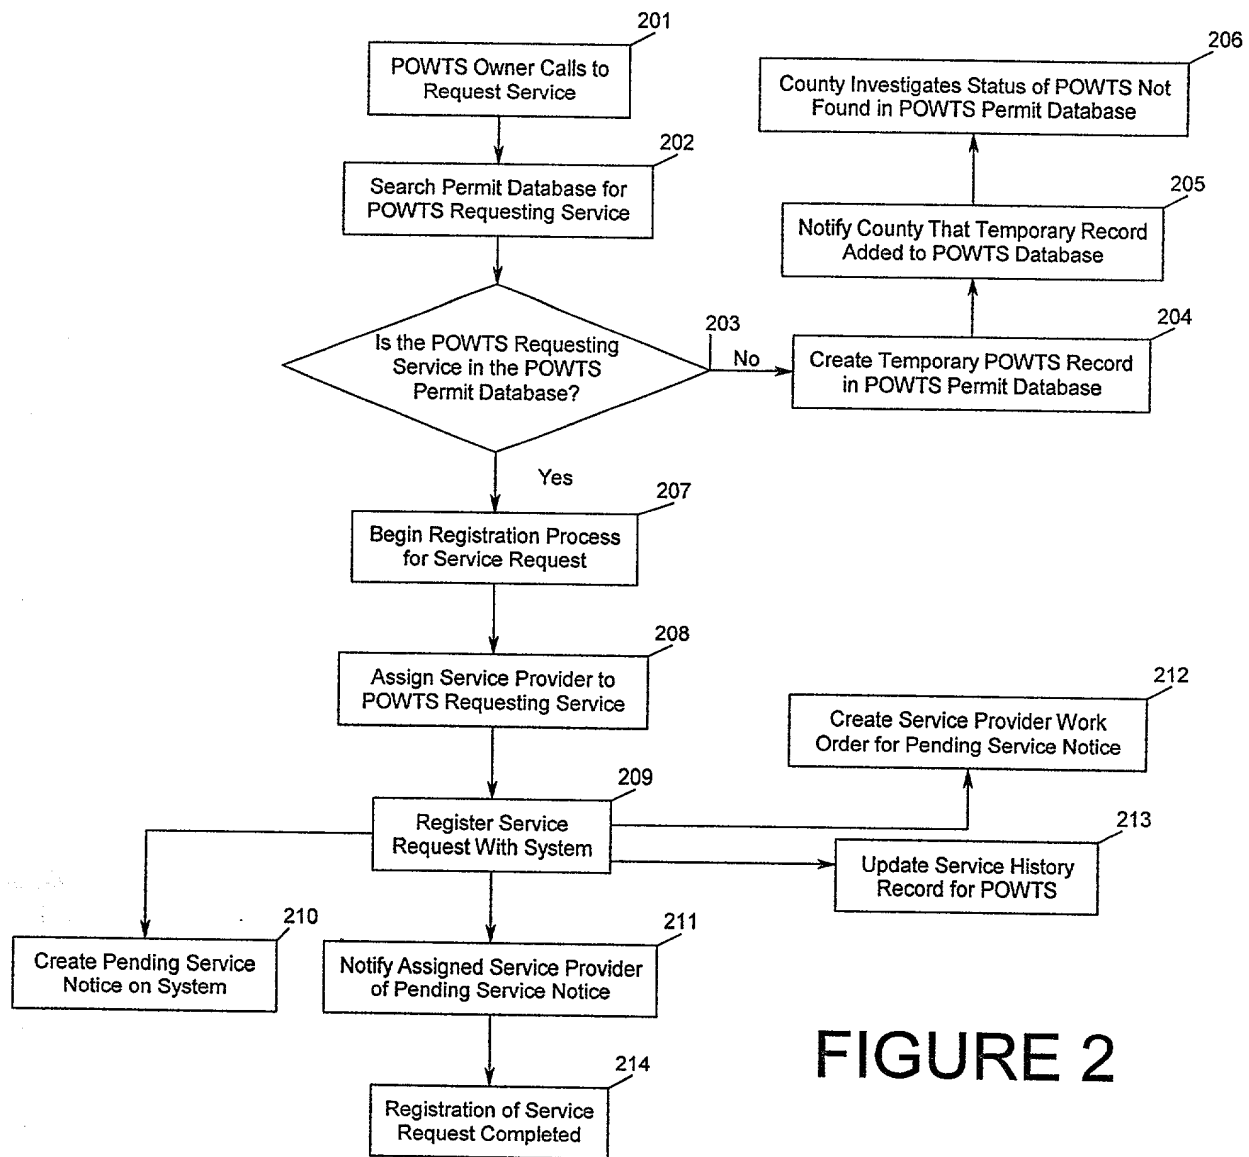 201
POWTS Owner Calls to
Request Service
202
Search Permit Database for
POWTS Requesting Service
203
Is the POWTS Requesting
Service in the POWTS
Permit Database?
No
204
Create Temporary POWTS Record
in POWTS Permit Database
205
Notify County That Temporary Record
Added to POWTS Database
206
County Investigates Status of POWTS Not
Found in POWTS Permit Database
Yes
207
Begin Registration Process
for Service Request
208
Assign Service Provider to
POWTS Requesting Service
209
Register Service
Request With System
210
Create Pending Service
Notice on System
211
Notify Assigned Service Provider
of Pending Service Notice
212
Create Service Provider Work
Order for Pending Service Notice
213
Update Service History
Record for POWTS
214
Registration of Service
Request Completed
FIGURE 2